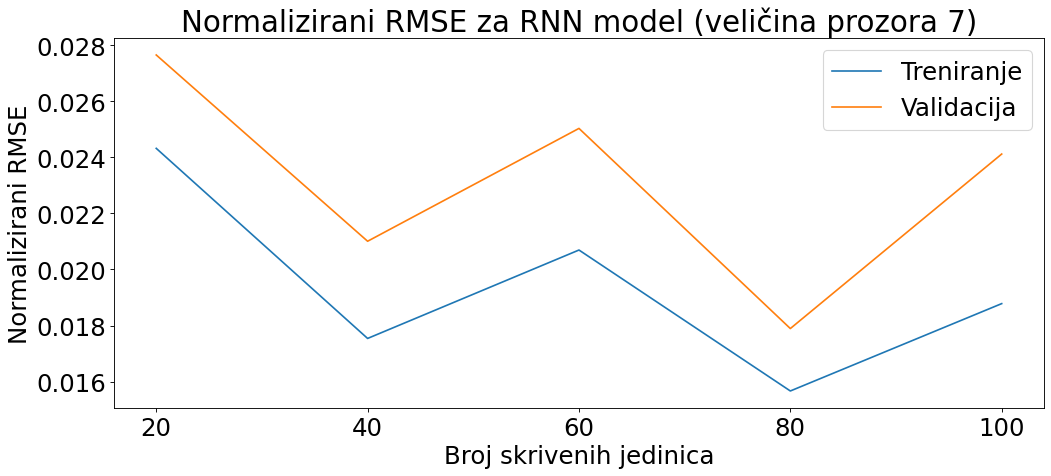 Normalizirani RMSE za RNN model (veličina prozora 7)
Treniranje
Validacija
Normalizirani RMSE
0.028
0.026
0.024
0.022
0.020
0.018
0.016
20 40 60 80 100
Broj skrivenih jedinica